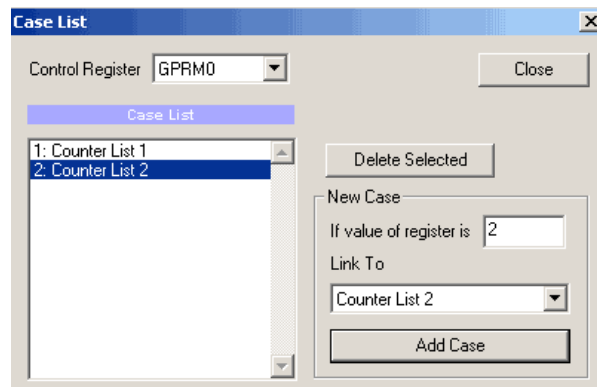 Case List
Control Register GPRM0
Close
Case List
1: Counter List 1
2: Counter List 2
Delete Selected
New Case
If value of register is 2
Link To
Counter List 2
Add Case